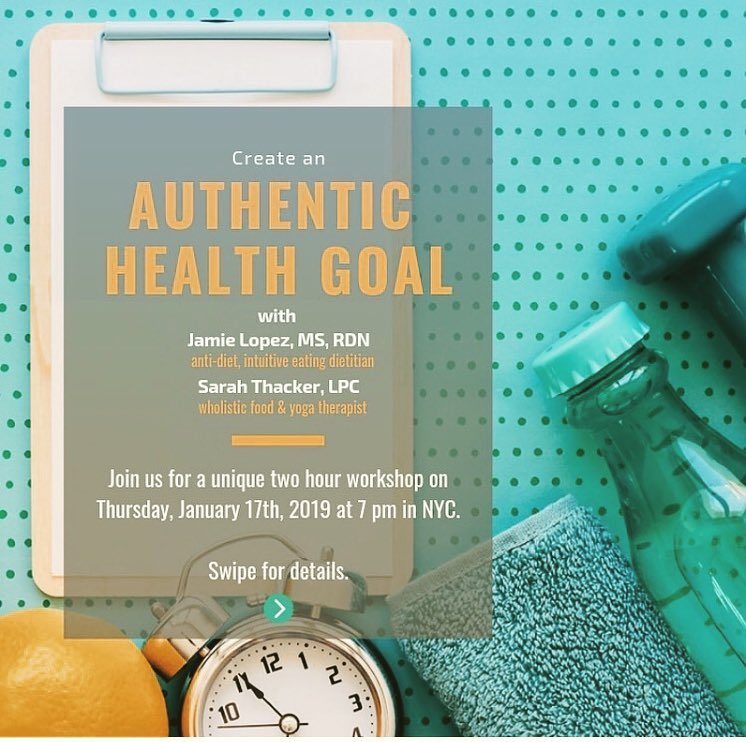 Create an
AUTHENTIC
HEALTH GOAL
with
Jamie Lopez, MS, RDN
anti-diet, intuitive eating dietitian
Sarah Thacker, LPC
wholistic food & yoga therapist
Join us for a unique two hour workshop on
Thursday, January 17th, 2019 at 7 pm in NYC.
Swipe for details.
12
11
1
10
2
3